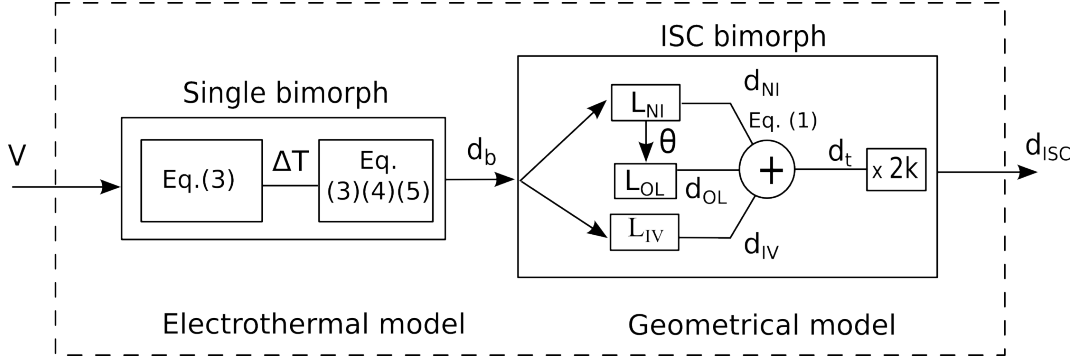 ISC bimorph
Single bimorph
V
Eq.(3)
ΔT
Eq.
(3)(4)(5)
d_b
L_NI
θ
L_OL
L_IV
d_NI
Eq. (1)
d_OL
d_IV
+
d_t
x 2k
d_ISC
Electrothermal model
Geometrical model